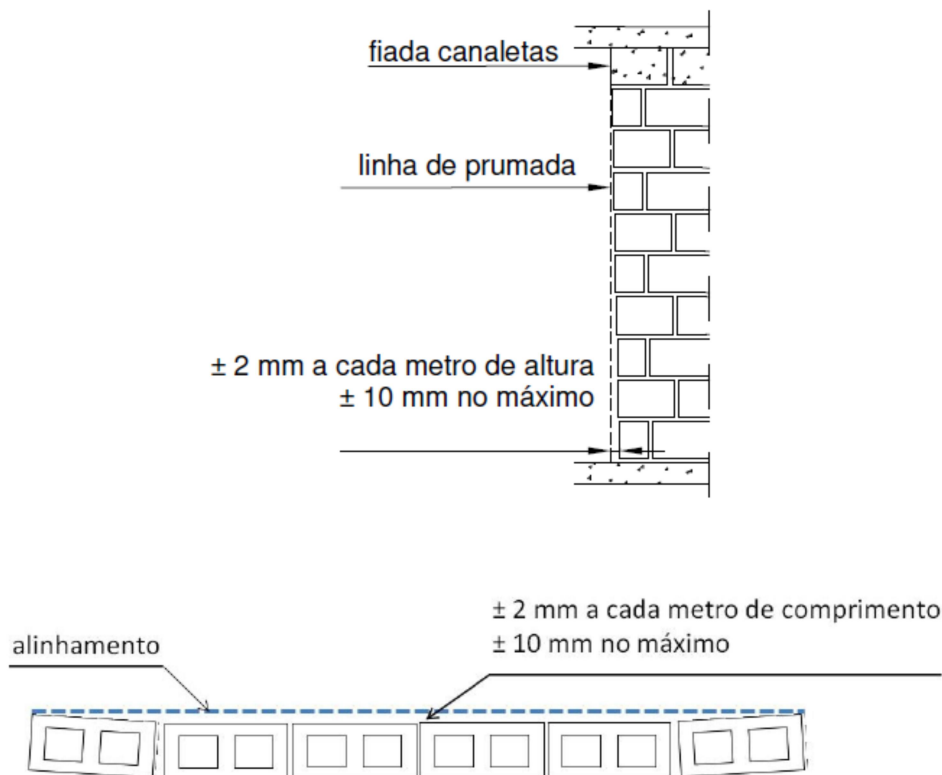 fiada canaletas
linha de prumada
± 2 mm a cada metro de altura
± 10 mm no máximo
± 2 mm a cada metro de comprimento
± 10 mm no máximo
alinhamento